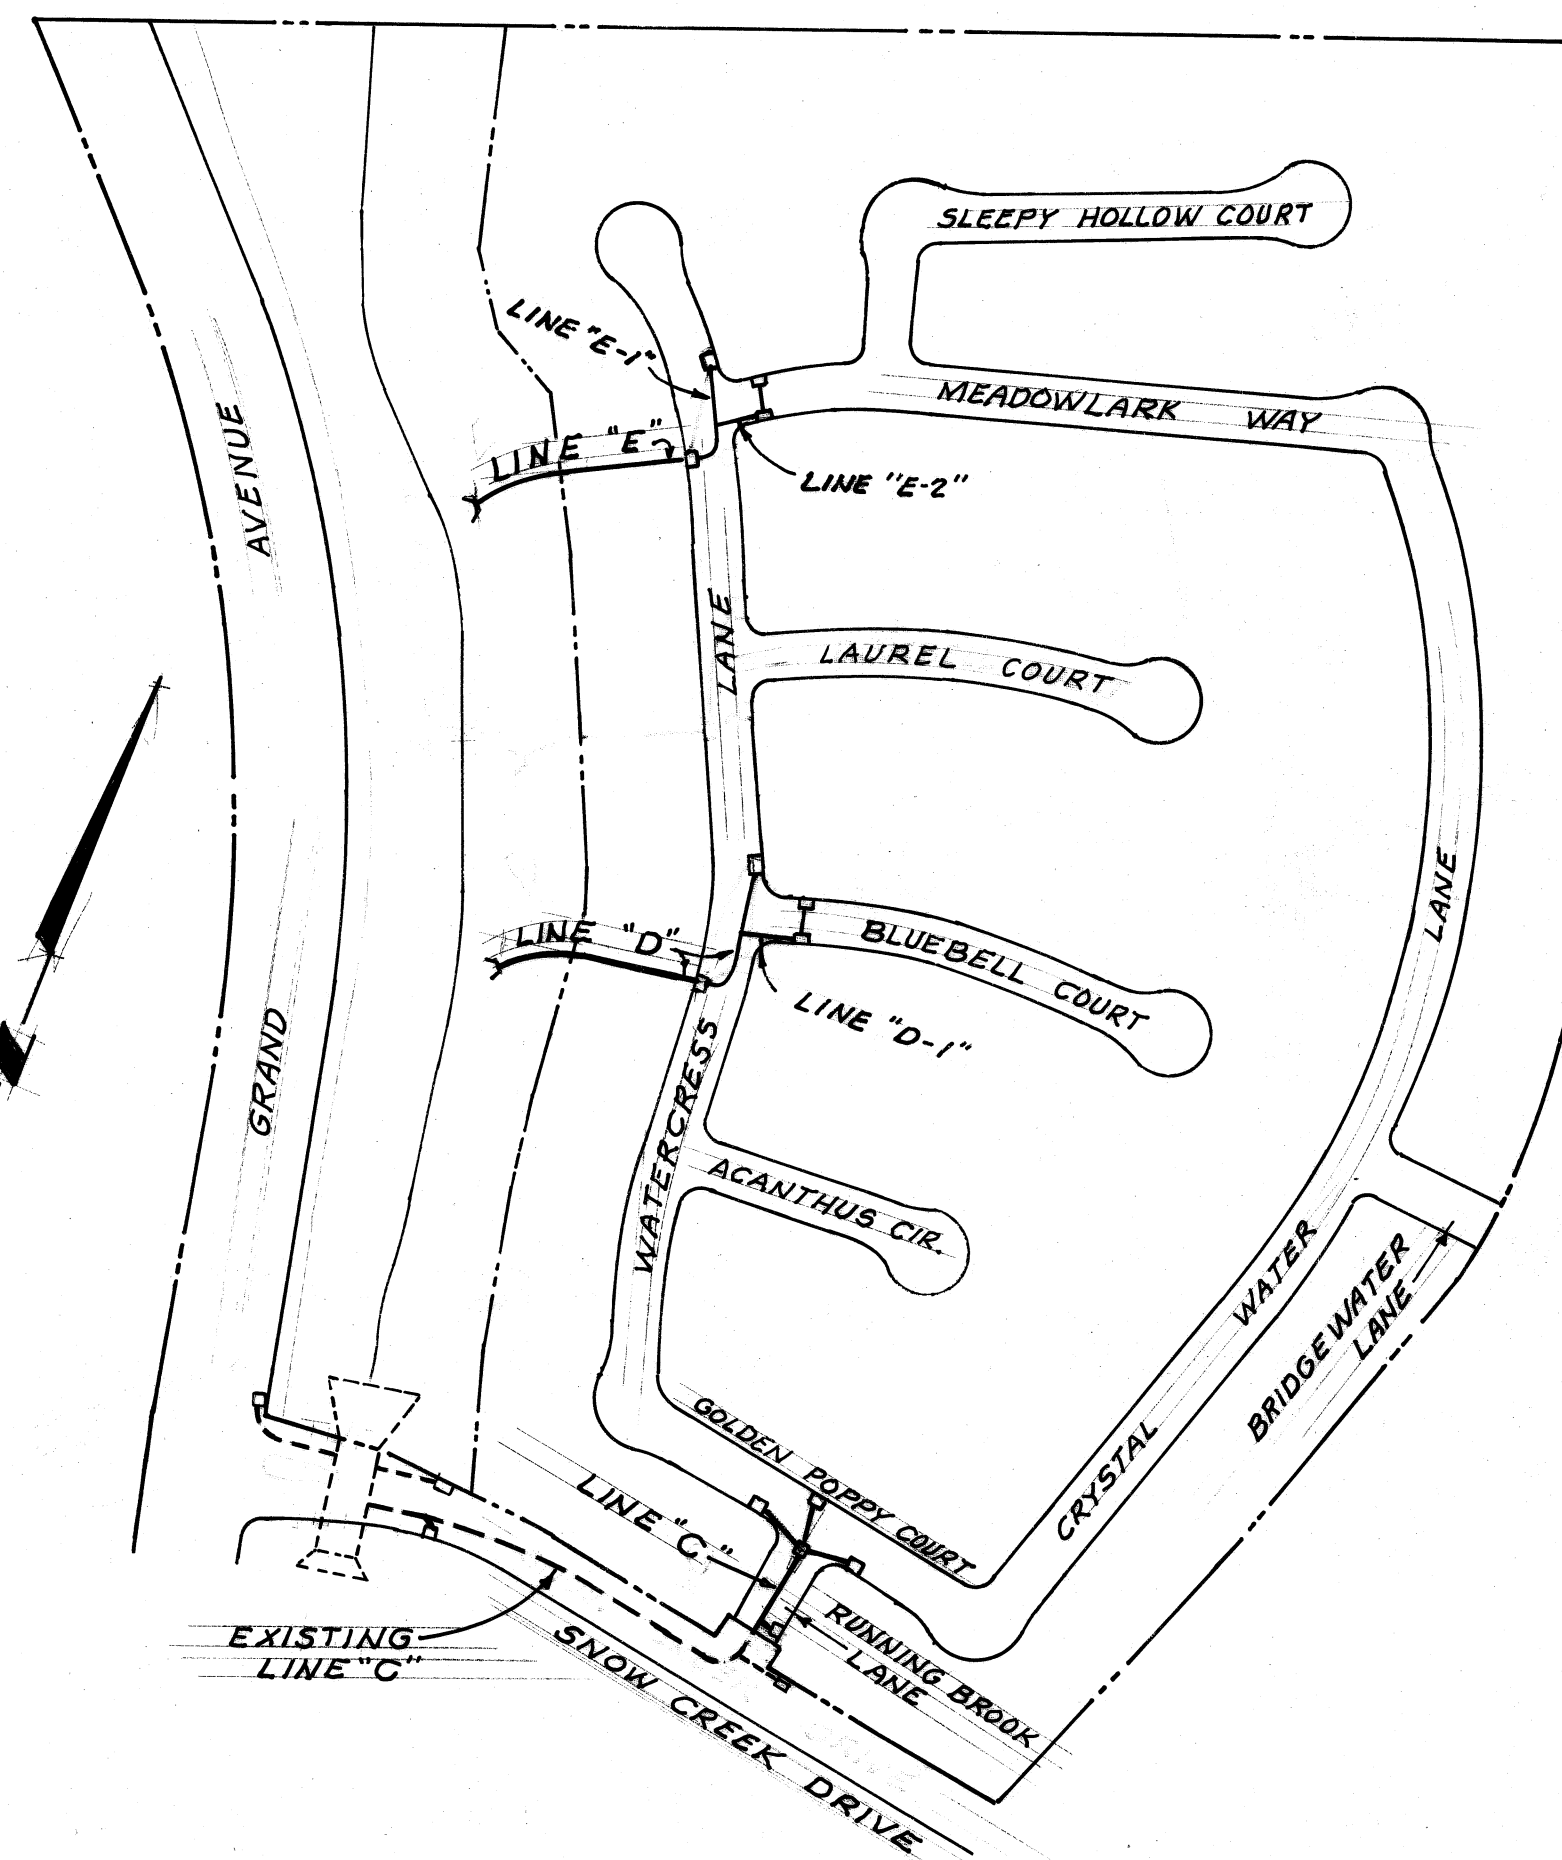 SLEEPY HOLLOW COURT
LINE "E-1"
MEADOWLARK WAY
LINE "E"
LINE "E-2"
AVENUE
LANE
LAUREL COURT
LANE
LINE "D"
BLUEBELL COURT
LINE "D-1"
GRAND
WATERCRESS
ACANTHUS CIR.
WATER
BRIDGEWATER
LANE
GOLDEN POPPY COURT
CRYSTAL
LINE "C"
RUNNING BROOK
LANE
EXISTING
LINE "C"
SNOW CREEK DRIVE